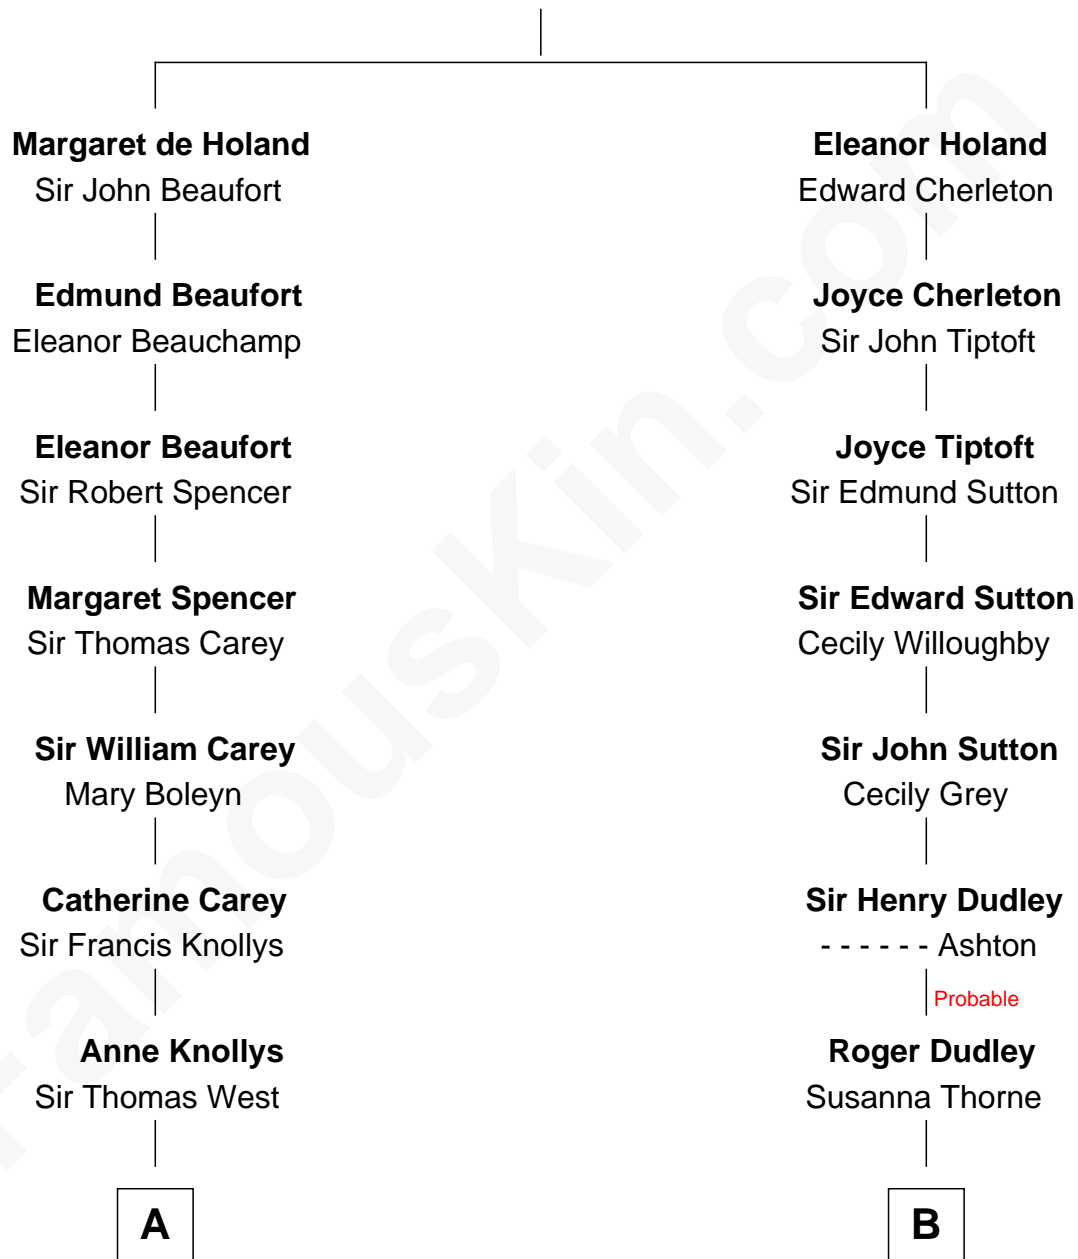 Margaret de Holand
Sir John Beaufort
Eleanor Holand
Edward Cherleton
Edmund Beaufort
Eleanor Beauchamp
Joyce Cherleton
Sir John Tiptoft
Eleanor Beaufort
Sir Robert Spencer
Joyce Tiptoft
Sir Edmund Sutton
Margaret Spencer
Sir Thomas Carey
Sir Edward Sutton
Cecily Willoughby
Sir William Carey
Mary Boleyn
Sir John Sutton
Cecily Grey
Catherine Carey
Sir Francis Knollys
Sir Henry Dudley
- - - - - - Ashton
Probable
Anne Knollys
Sir Thomas West
Roger Dudley
Susanna Thorne
A
B
FamousKin.com